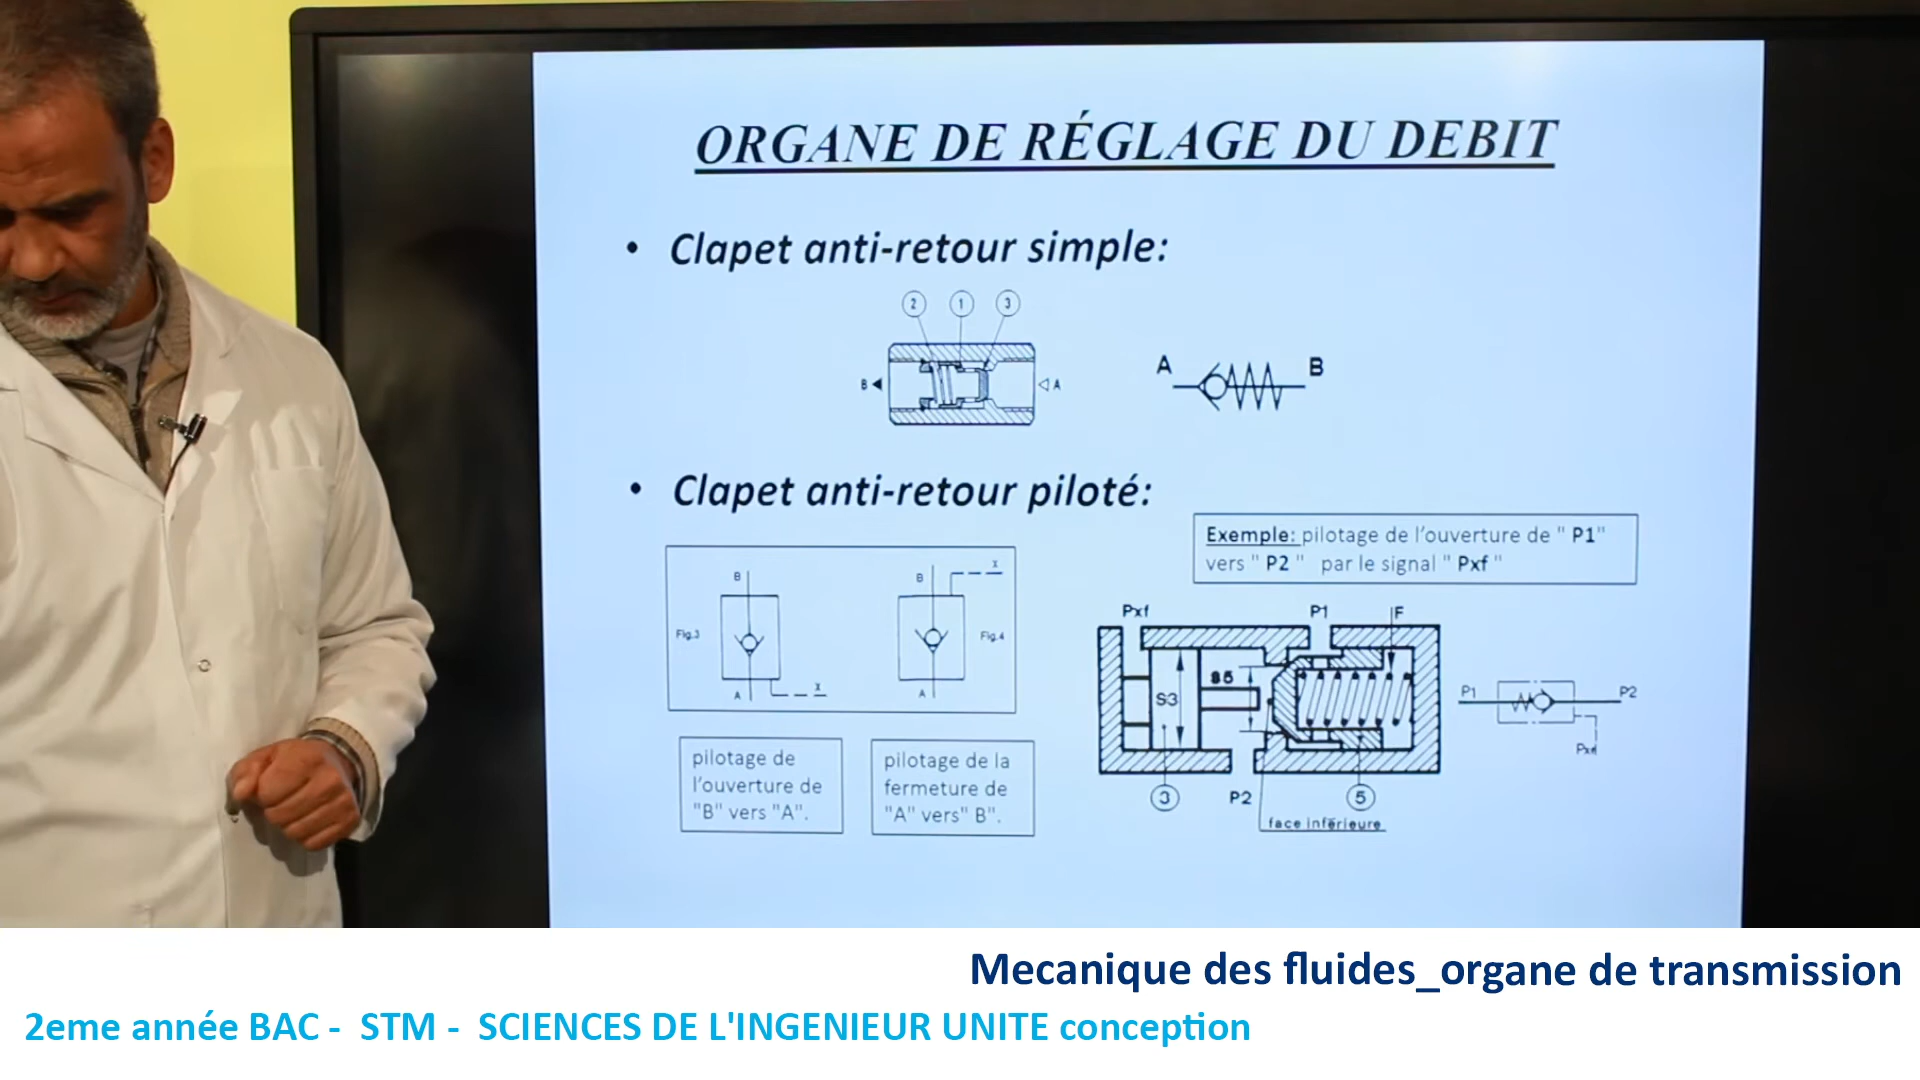 ORGANE DE RÉGLAGE DU DEBIT
• Clapet anti-retour simple:
2 1 3
B A
A B
• Clapet anti-retour piloté:
Exemple: pilotage de l’ouverture de " P1"
vers " P2 " par le signal " Pxf "
B B x
Fig.3 Fig.4
A x A
pilotage de
l’ouverture de
"B" vers "A".
pilotage de la
fermeture de
"A" vers" B".
Pxf P1 F
S3 S5
3 P2 5
face inférieure
P1 P2
Mecanique des fluides_organe de transmission
2eme année BAC - STM - SCIENCES DE L'INGENIEUR UNITE conception